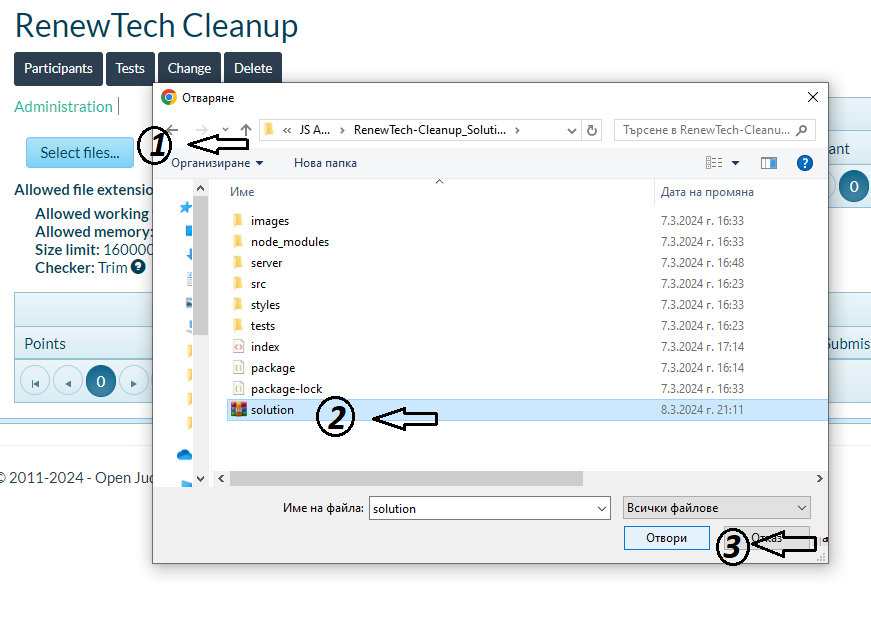 RenewTech Cleanup
Participants Tests Change Delete
Administration
Отваряне
1
« JS A... › RenewTech-Cleanup_Soluti... ›
Търсене в RenewTech-Cleanu...
Select files...
Организиране Нова папка
ant
Име Дата на промяна
0
Allowed file extensio
Allowed working
Allowed memory:
Size limit: 160000
Checker: Trim ?
images 7.3.2024 г. 16:33
node_modules 7.3.2024 г. 16:33
server 7.3.2024 г. 16:48
src 7.3.2024 г. 16:23
styles 7.3.2024 г. 16:33
tests 7.3.2024 г. 16:23
index 7.3.2024 г. 17:14
package 7.3.2024 г. 16:14
package-lock 7.3.2024 г. 16:33
solution 2 8.3.2024 г. 21:11
Points
Submis
0
© 2011-2024 - Open Jud
Име на файла: solution Всички файлове
Отвори 3 Отказ